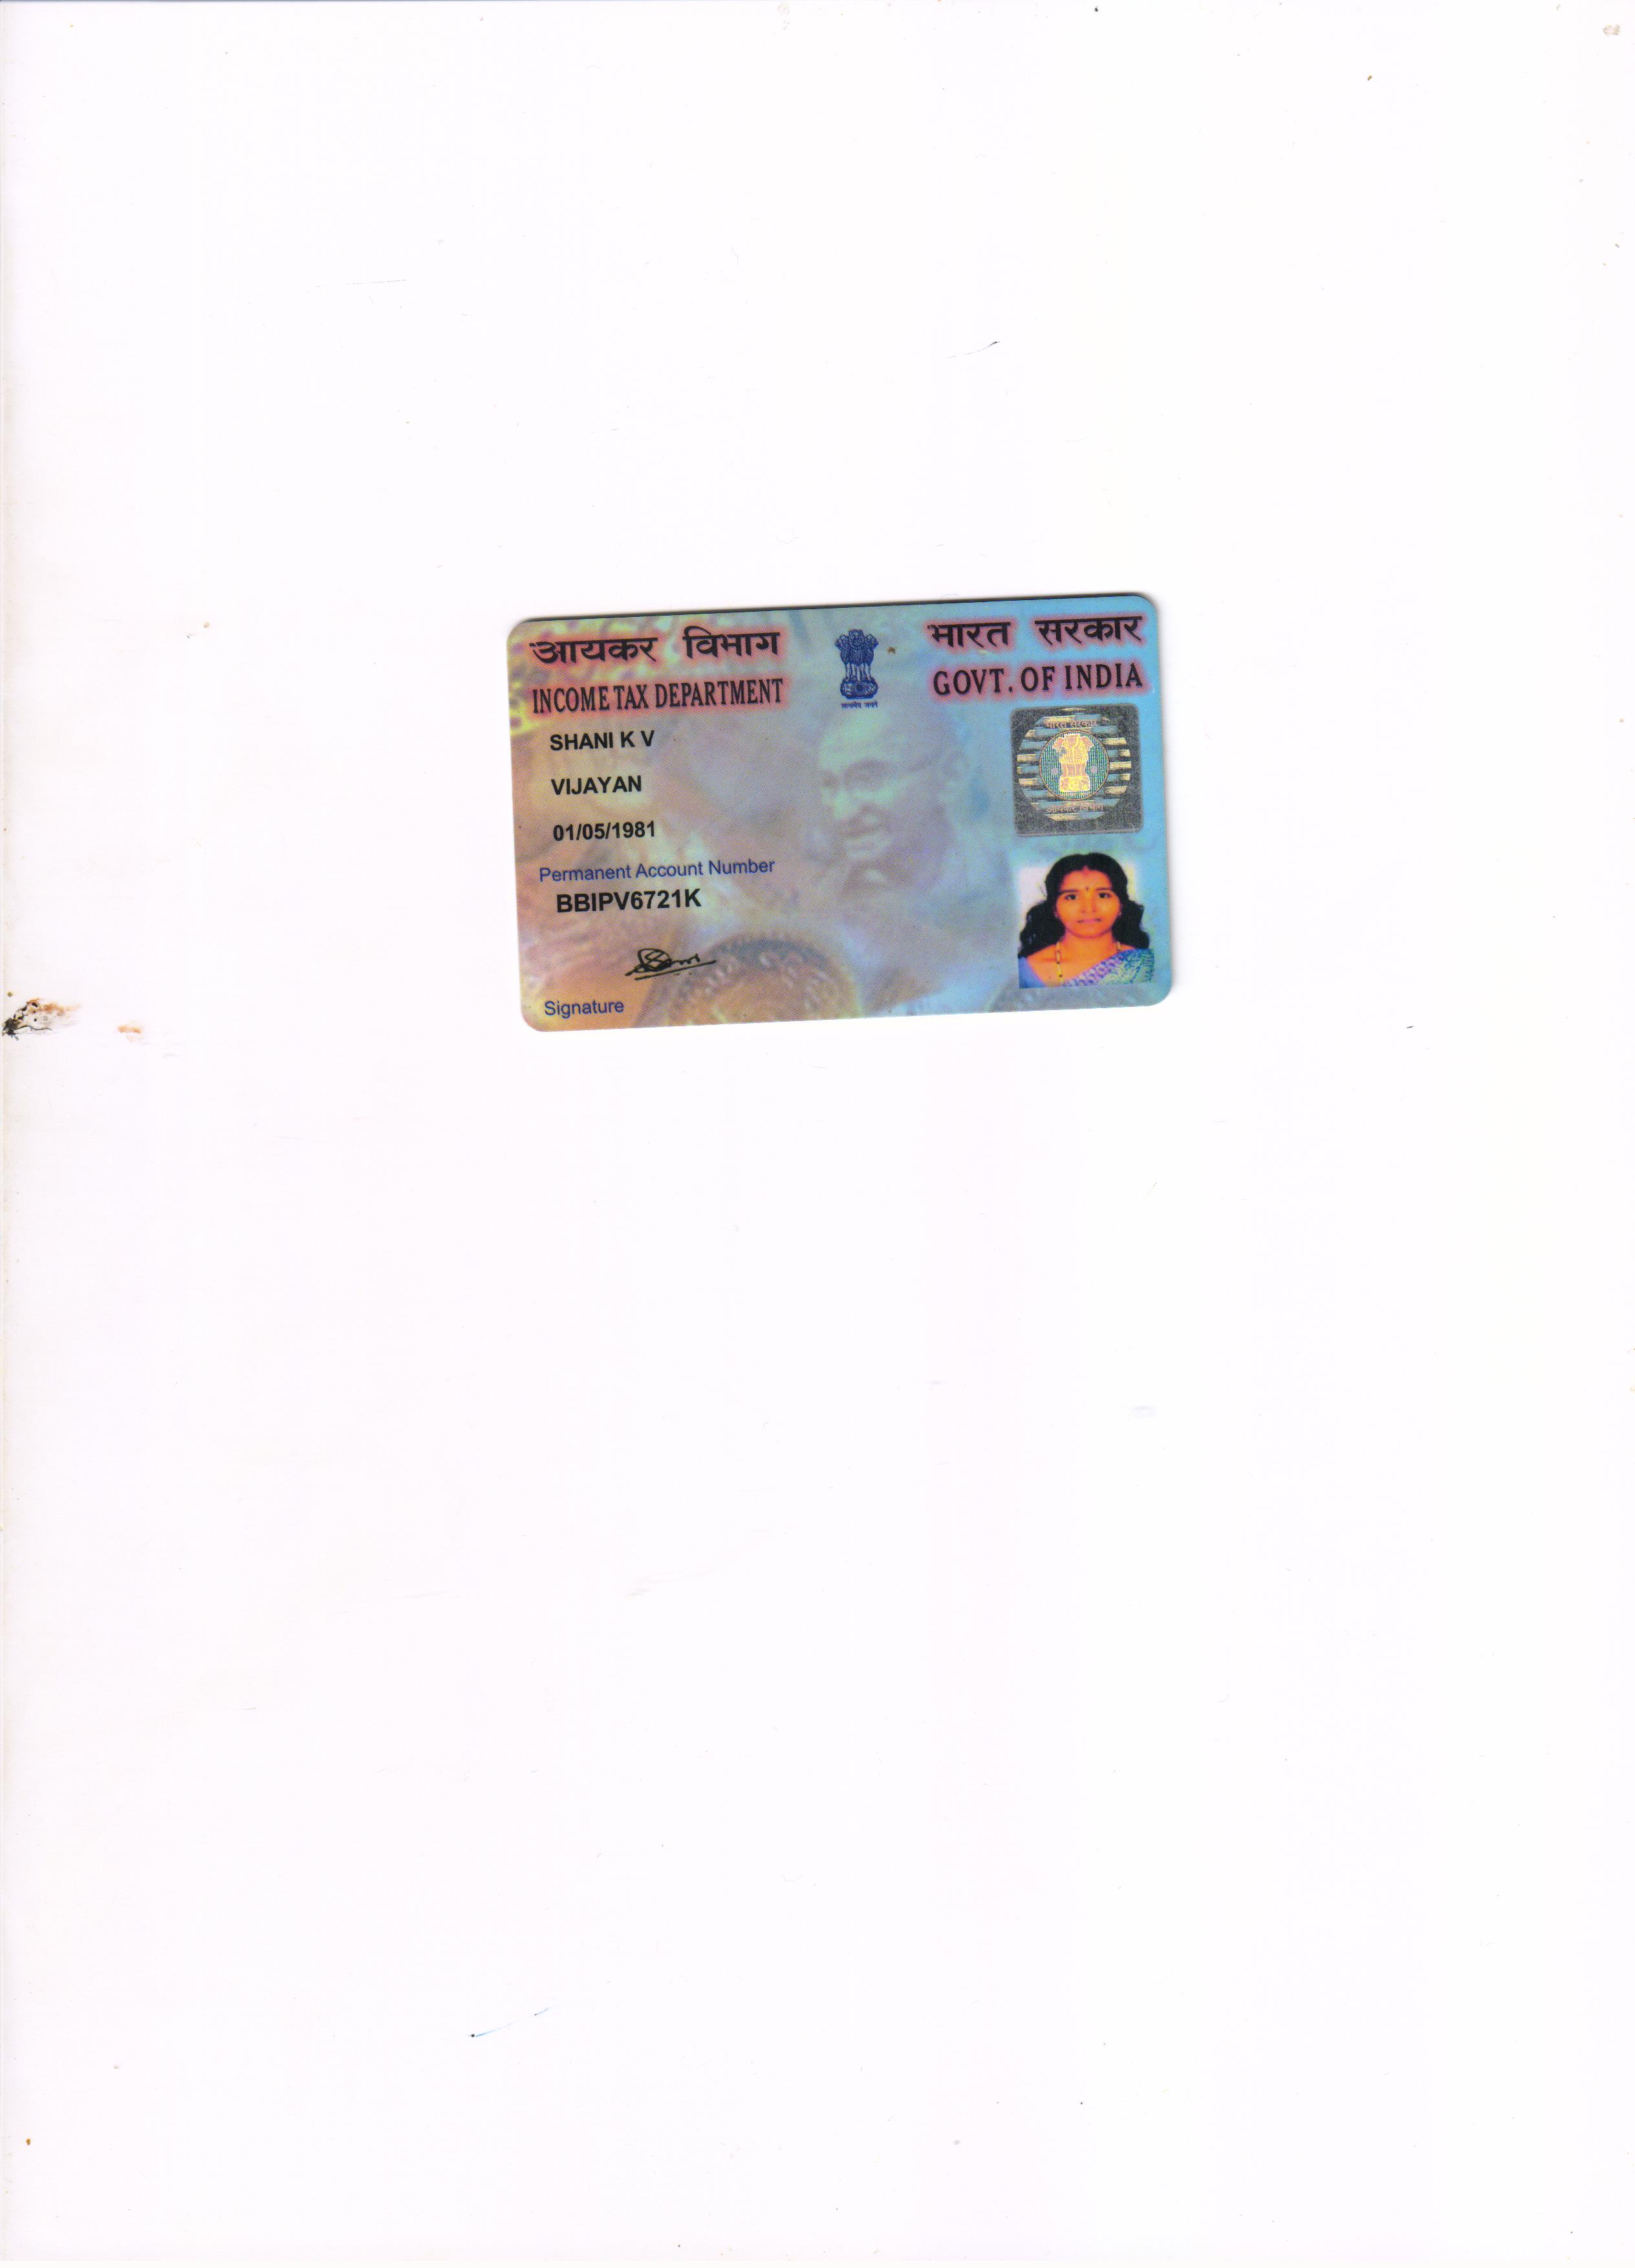 आयकर विभाग
INCOME TAX DEPARTMENT
भारत सरकार
GOVT. OF INDIA
सत्यमेव जयते
SHANI K V
VIJAYAN
01/05/1981
Permanent Account Number
BBIPV6721K
Signature
भारत सरकार
आयकर विभाग